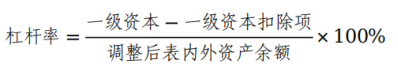 杠杆率 = 一级资本 − 一级资本扣除项 / 调整后表内外资产余额 × 100%